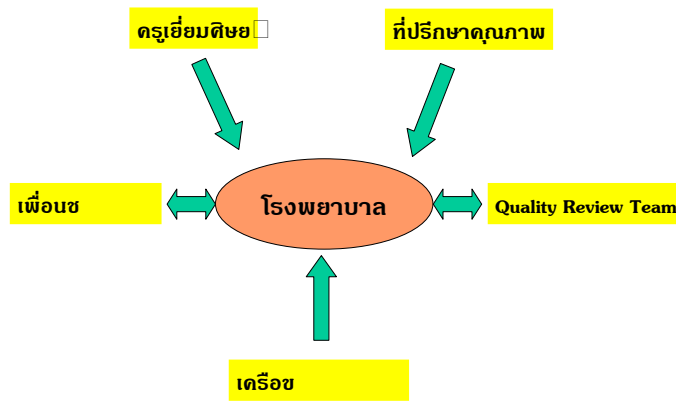 ครูเยี่ยมศิษย
ที่ปรึกษาคุณภาพ
เพื่อนช
โรงพยาบาล
Quality Review Team
เครือข